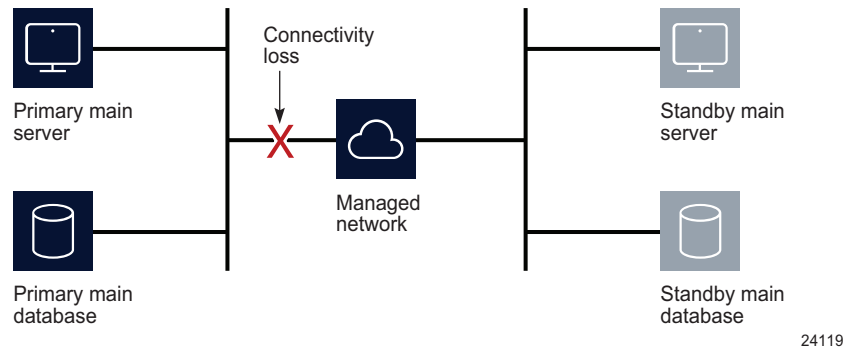 Connectivity
loss
Primary main
server
Standby main
server
X
Managed
network
Primary main
database
Standby main
database
24119